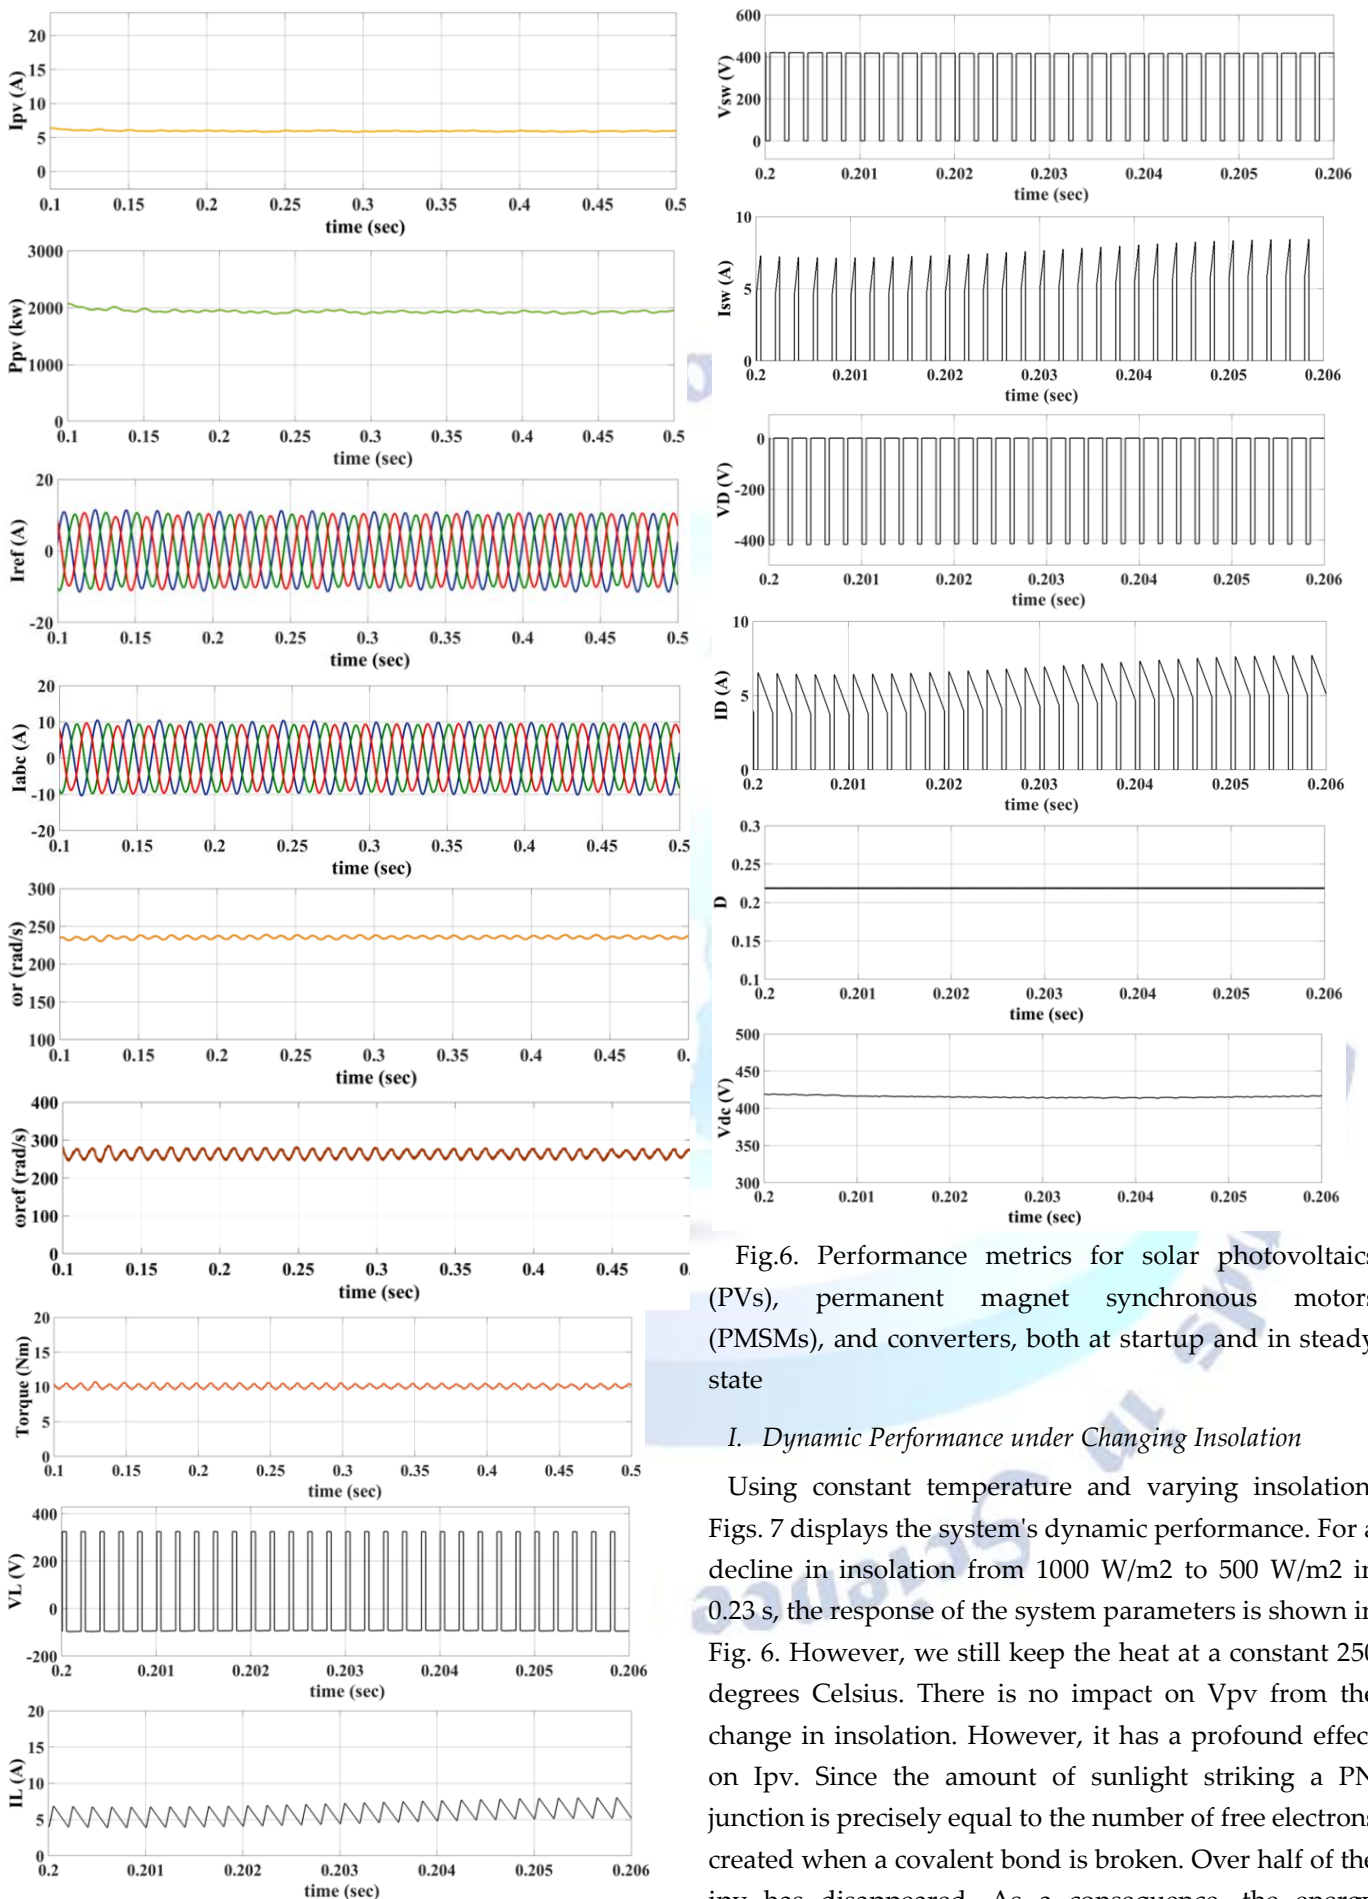 20
15
10
5
0
Ipv (A)
0.1 0.15 0.2 0.25 0.3 0.35 0.4 0.45 0.5
time (sec)
3000
2000
1000
0
Ppv (kw)
0.1 0.15 0.2 0.25 0.3 0.35 0.4 0.45 0.5
time (sec)
20
0
-20
Iref (A)
0.1 0.15 0.2 0.25 0.3 0.35 0.4 0.45 0.5
time (sec)
20
10
0
-10
-20
Iabc (A)
0.1 0.15 0.2 0.25 0.3 0.35 0.4 0.45 0.5
time (sec)
300
250
200
150
100
ωr (rad/s)
0.1 0.15 0.2 0.25 0.3 0.35 0.4 0.45 0.
time (sec)
400
300
200
100
0
ωref (rad/s)
0.1 0.15 0.2 0.25 0.3 0.35 0.4 0.45 0.
time (sec)
20
15
10
5
0
Torque (Nm)
0.1 0.15 0.2 0.25 0.3 0.35 0.4 0.45 0.5
time (sec)
400
200
0
-200
VL (V)
0.2 0.201 0.202 0.203 0.204 0.205 0.206
time (sec)
20
15
10
5
0
IL (A)
0.2 0.201 0.202 0.203 0.204 0.205 0.206
time (sec)
600
400
200
0
Vsw (V)
0.2 0.201 0.202 0.203 0.204 0.205 0.206
time (sec)
10
5
0
Isw (A)
0.2 0.201 0.202 0.203 0.204 0.205 0.206
time (sec)
0
-200
-400
VD (V)
0.2 0.201 0.202 0.203 0.204 0.205 0.206
time (sec)
10
5
0
ID (A)
0.2 0.201 0.202 0.203 0.204 0.205 0.206
time (sec)
0.3
0.25
0.2
0.15
0.1
D
0.2 0.201 0.202 0.203 0.204 0.205 0.206
time (sec)
500
450
400
350
300
Vdc (V)
0.2 0.201 0.202 0.203 0.204 0.205 0.206
time (sec)
Fig.6. Performance metrics for solar photovoltaics
(PVs), permanent magnet synchronous motors
(PMSMs), and converters, both at startup and in steady
state
I. Dynamic Performance under Changing Insolation
Using constant temperature and varying insolation
Figs. 7 displays the system's dynamic performance. For a
decline in insolation from 1000 W/m2 to 500 W/m2 in
0.23 s, the response of the system parameters is shown in
Fig. 6. However, we still keep the heat at a constant 250
degrees Celsius. There is no impact on Vpv from the
change in insolation. However, it has a profound effec
on Ipv. Since the amount of sunlight striking a PN
junction is precisely equal to the number of free electrons
created when a covalent bond is broken. Over half of the
ipv has disappeared. As a consequence, the energy
in Science